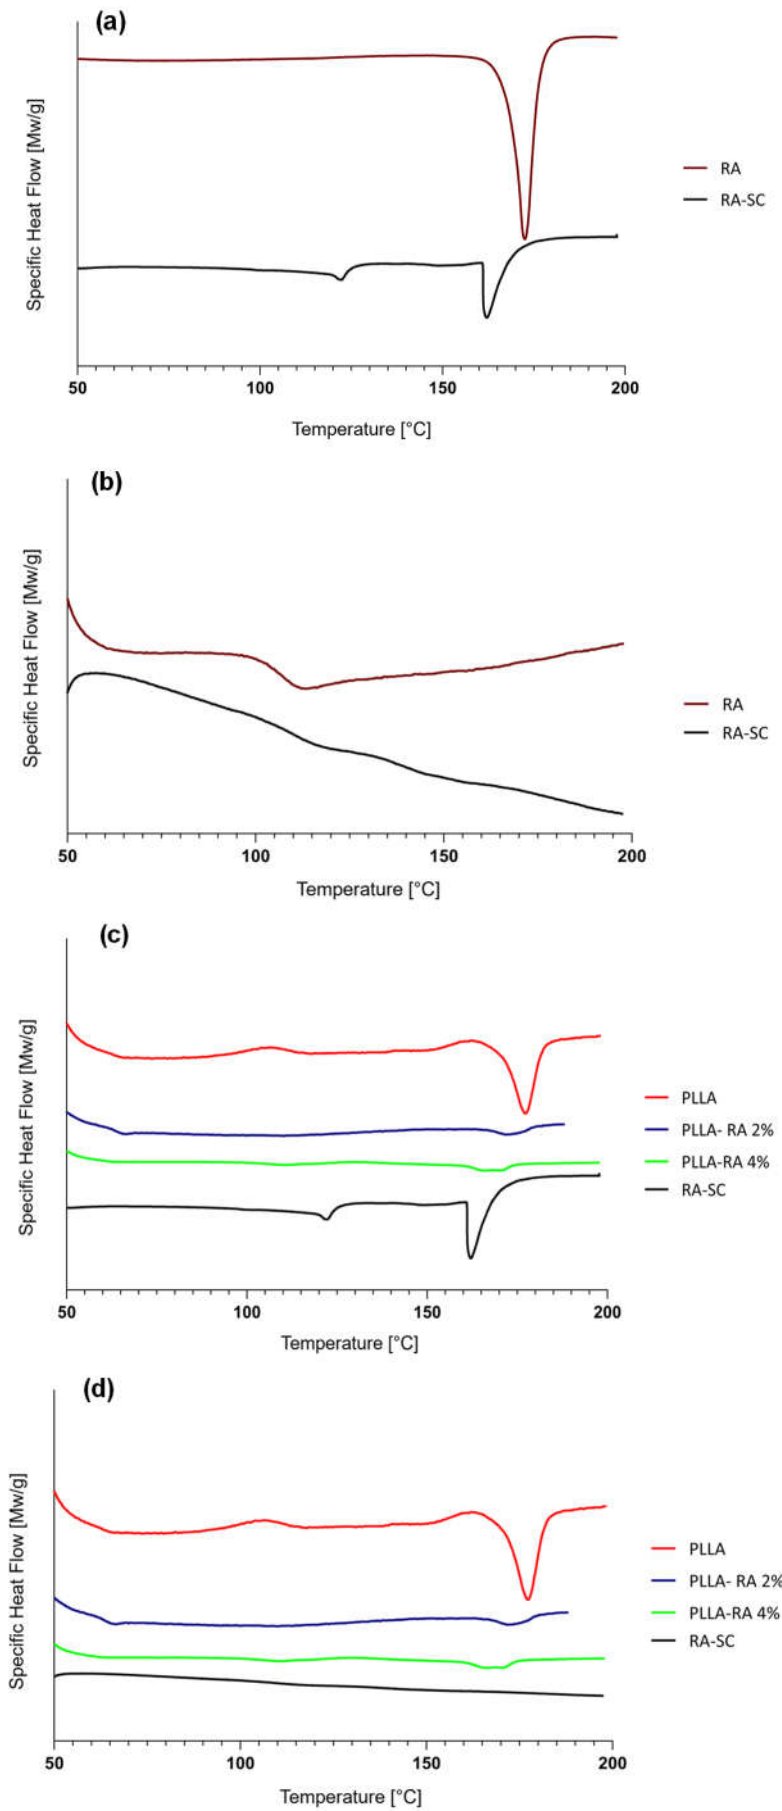 (a)
Specific Heat Flow [Mw/g]
RA
RA-SC
50 100 150 200
Temperature [°C]
(b)
Specific Heat Flow [Mw/g]
RA
RA-SC
50 100 150 200
Temperature [°C]
(c)
Specific Heat Flow [Mw/g]
PLLA
PLLA- RA 2%
PLLA-RA 4%
RA-SC
50 100 150 200
Temperature [°C]
(d)
Specific Heat Flow [Mw/g]
PLLA
PLLA- RA 2%
PLLA-RA 4%
RA-SC
50 100 150 200
Temperature [°C]